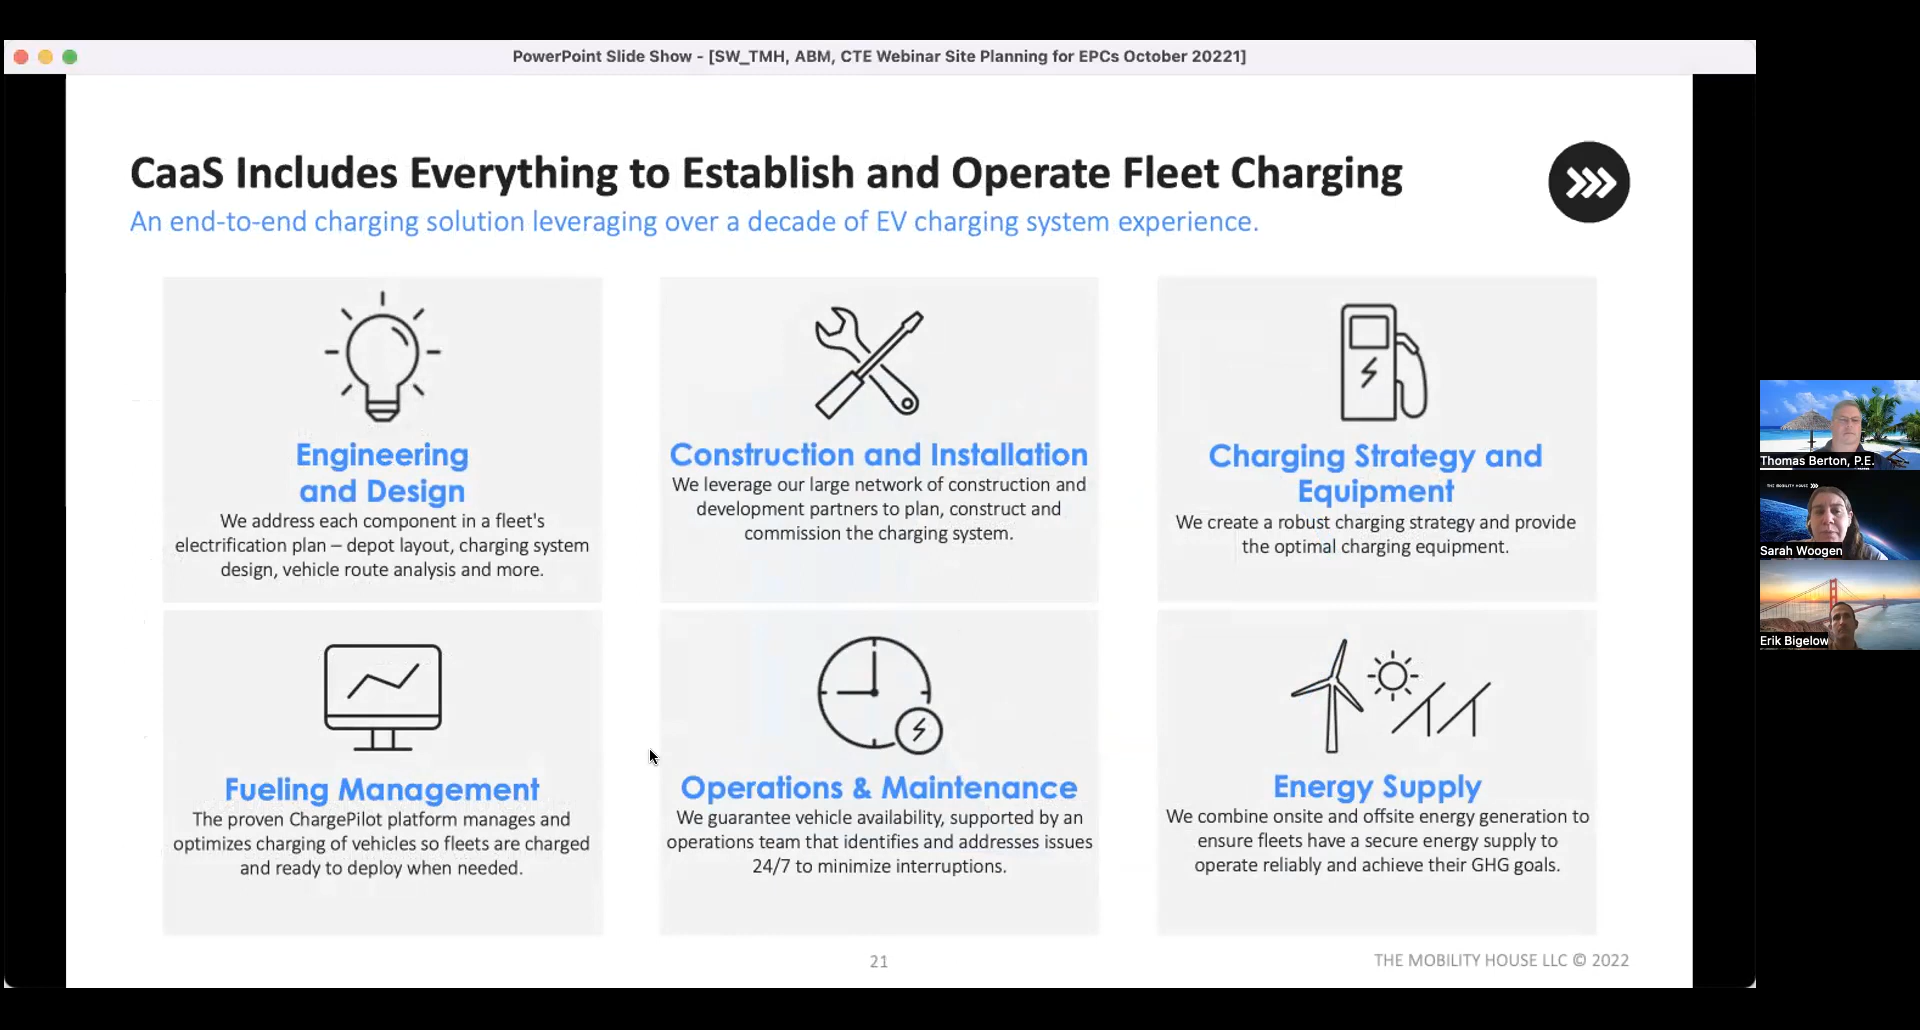 PowerPoint Slide Show - [SW_TMH, ABM, CTE Webinar Site Planning for EPCs October 20221]
CaaS Includes Everything to Establish and Operate Fleet Charging
An end-to-end charging solution leveraging over a decade of EV charging system experience.
Engineering
and Design
We address each component in a fleet's
electrification plan – depot layout, charging system
design, vehicle route analysis and more.
Construction and Installation
We leverage our large network of construction and
development partners to plan, construct and
commission the charging system.
Charging Strategy and
Equipment
We create a robust charging strategy and provide
the optimal charging equipment.
Fueling Management
The proven ChargePilot platform manages and
optimizes charging of vehicles so fleets are charged
and ready to deploy when needed.
Operations & Maintenance
We guarantee vehicle availability, supported by an
operations team that identifies and addresses issues
24/7 to minimize interruptions.
Energy Supply
We combine onsite and offsite energy generation to
ensure fleets have a secure energy supply to
operate reliably and achieve their GHG goals.
21
THE MOBILITY HOUSE LLC © 2022
Thomas Berton, P.E.
THE MOBILITY HOUSE
Sarah Woogen
Erik Bigelow